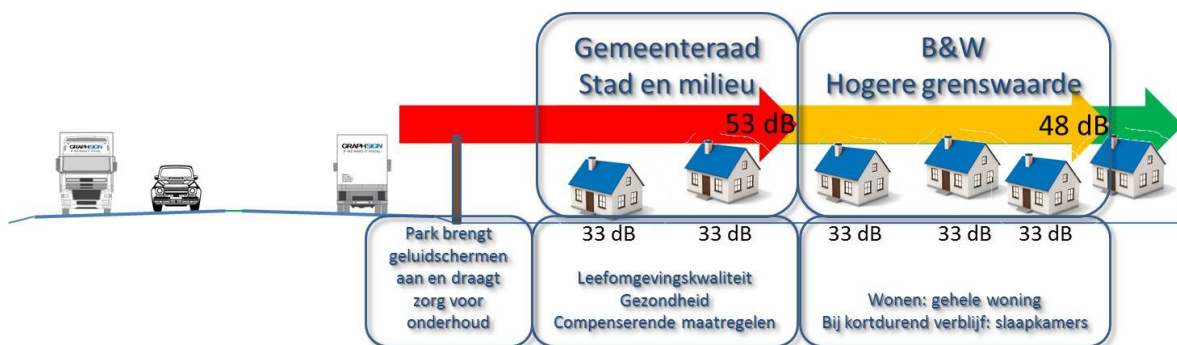 Gemeenteraad
Stad en milieu
B&W
Hogere grenswaarde
53 dB
48 dB
GRAPHSIGN
GRAPHSIGN
33 dB
33 dB
33 dB
33 dB
33 dB
Park brengt
geluidschermen
aan en draagt
zorg voor
onderhoud
Leefomgevingskwaliteit
Gezondheid
Compenserende maatregelen
Wonen: gehele woning
Bij kortdurend verblijf: slaapkamers